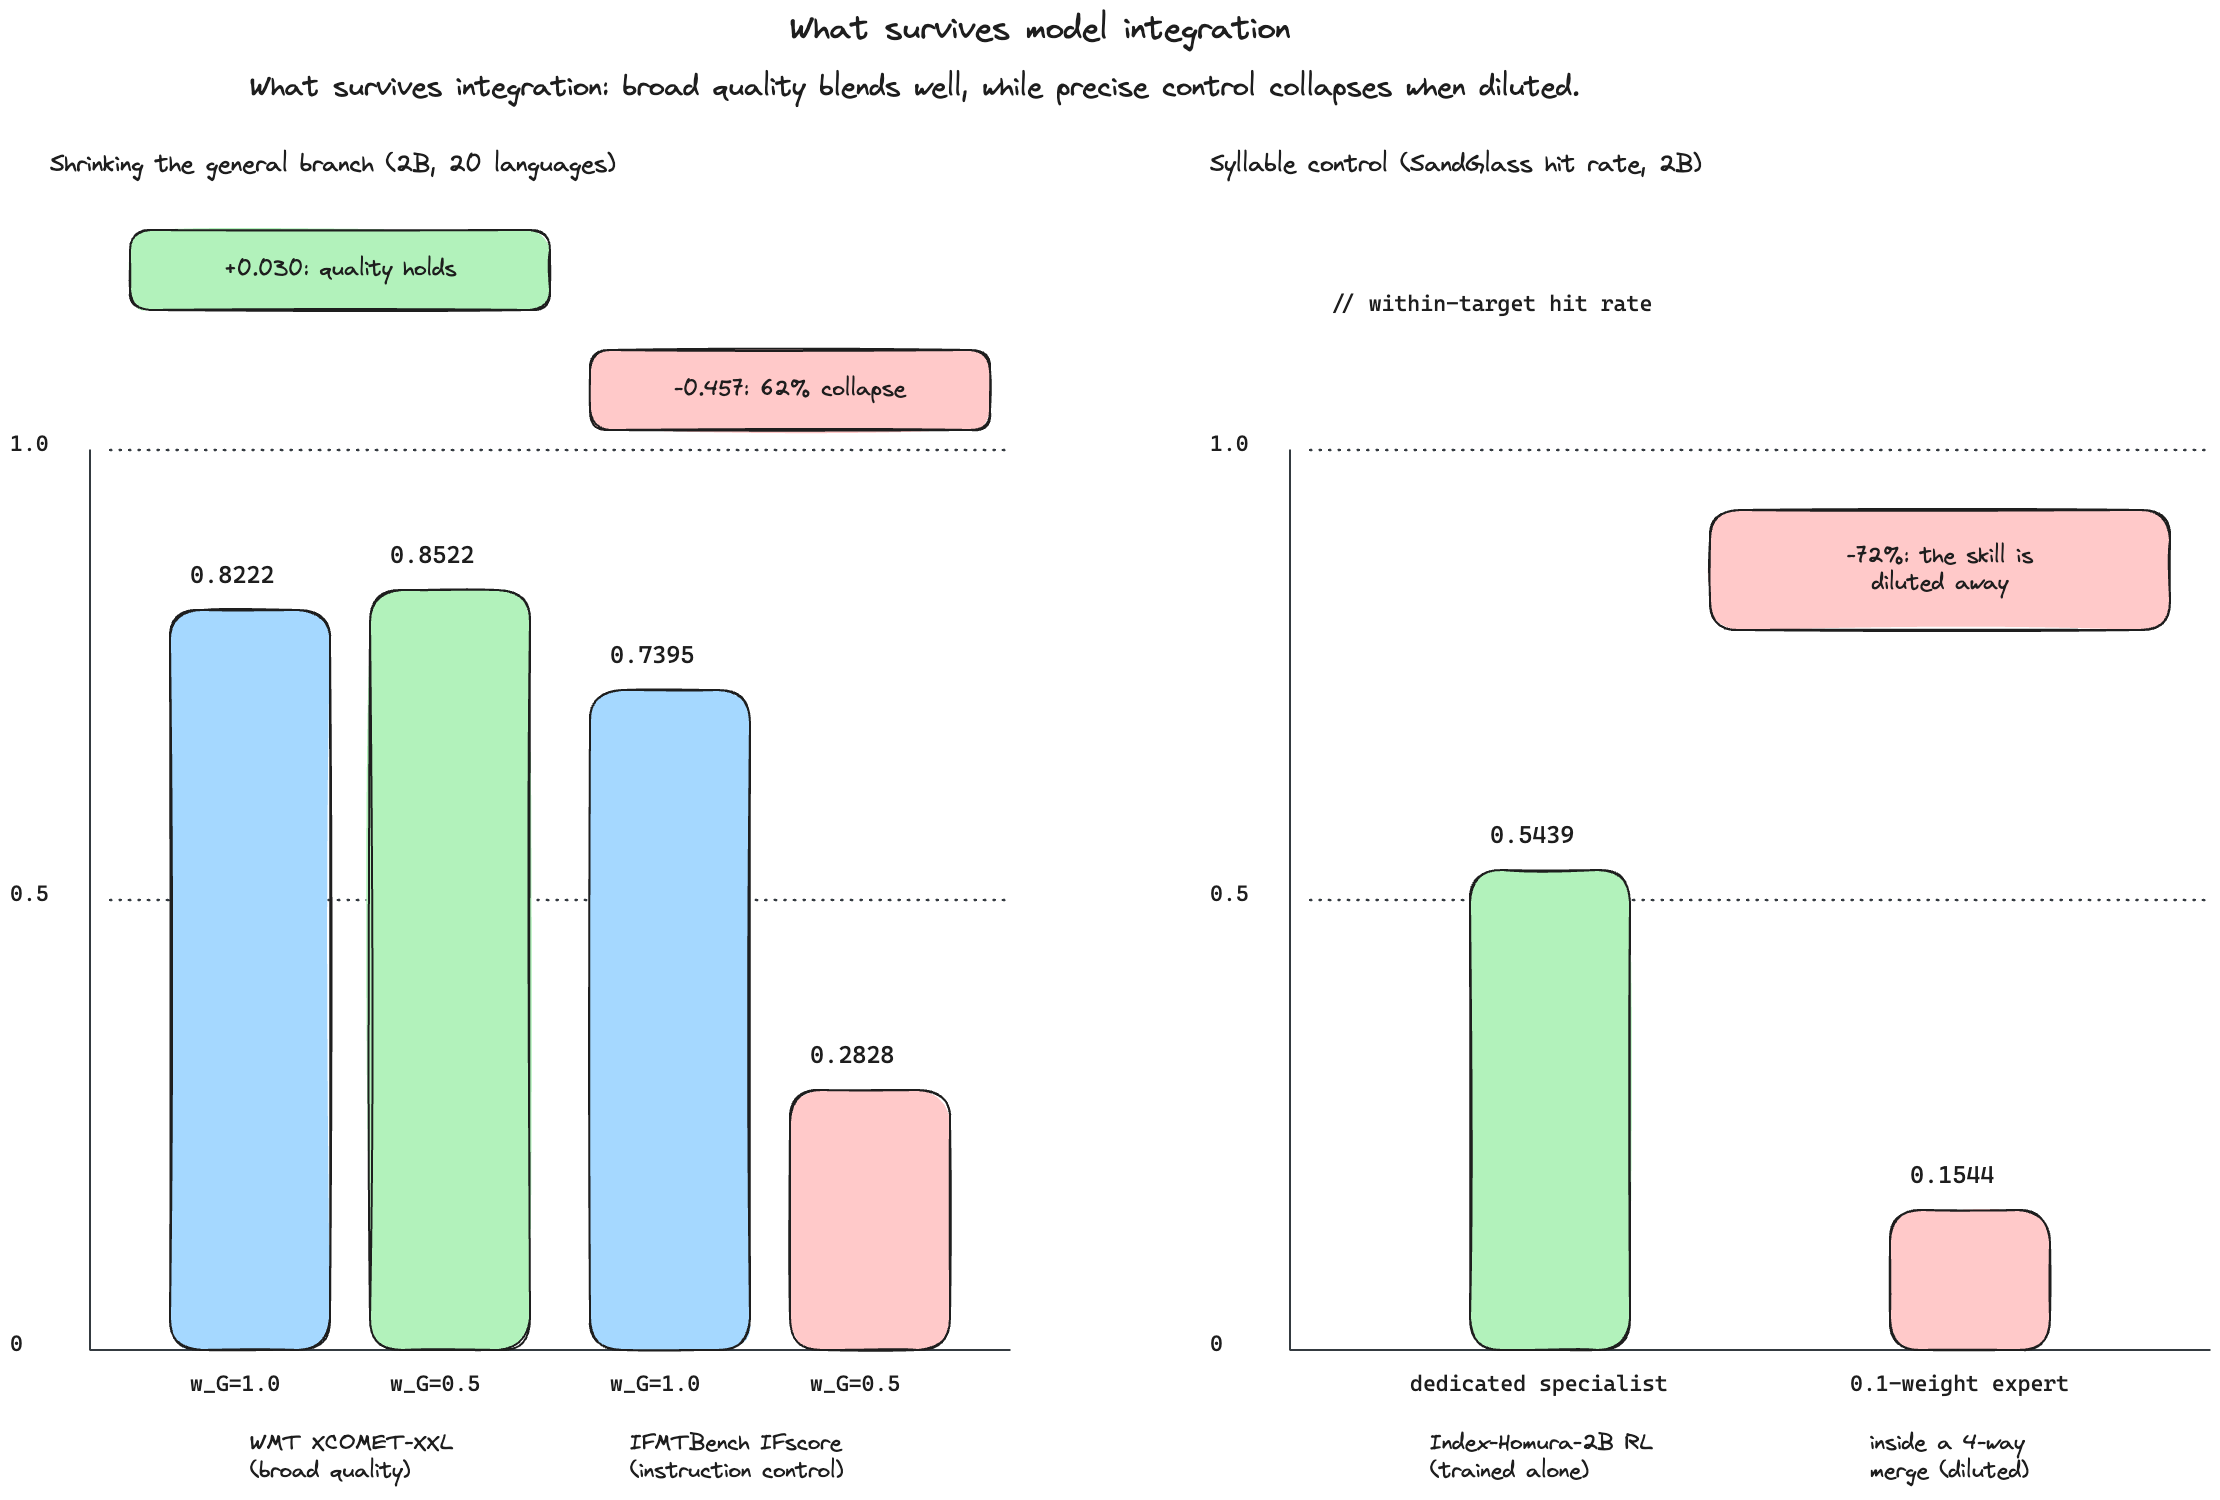 What survives model integration
What survives integration: broad quality blends well, while precise control collapses when diluted.
Shrinking the general branch (2B, 20 languages)
+0.030: quality holds
-0.457: 62% collapse
1.0
0.8222
0.8522
0.7395
0.5
0.2828
0
w_G=1.0
w_G=0.5
w_G=1.0
w_G=0.5
WMT XCOMET-XXL
(broad quality)
IFMTBench IFscore
(instruction control)
Syllable control (SandGlass hit rate, 2B)
// within-target hit rate
1.0
-72%: the skill is
diluted away
0.5439
0.5
0.1544
0
dedicated specialist
0.1-weight expert
Index-Homura-2B RL
(trained alone)
inside a 4-way
merge (diluted)